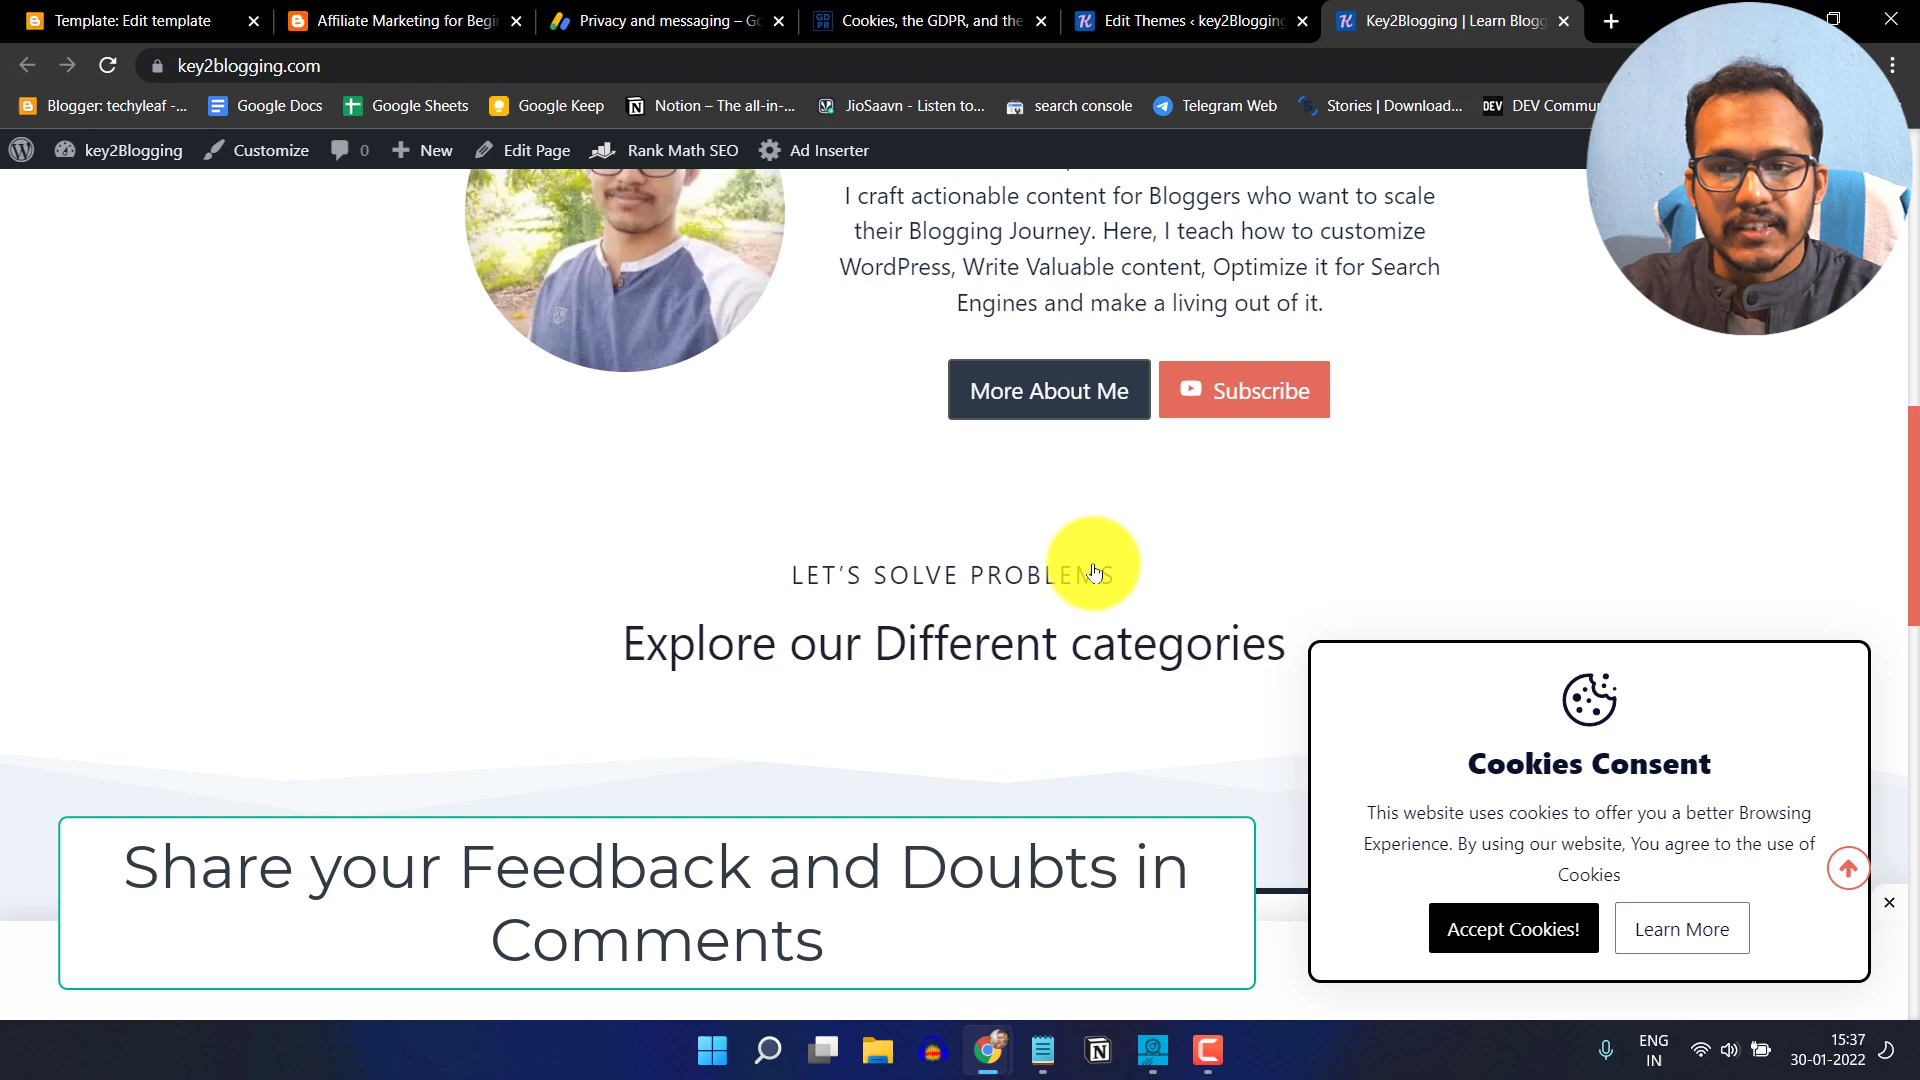 Template: Edit template
Affiliate Marketing for Begi
Privacy and messaging – Go
Cookies, the GDPR, and the
Edit Themes ‹ key2Blogging
Key2Blogging | Learn Blogg
key2blogging.com
Blogger: techyleaf -...
Google Docs
Google Sheets
Google Keep
Notion – The all-in-...
JioSaavn - Listen to...
search console
Telegram Web
Stories | Download...
DEV Commu
key2Blogging
Customize
0
New
Edit Page
Rank Math SEO
Ad Inserter
I craft actionable content for Bloggers who want to scale
their Blogging Journey. Here, I teach how to customize
WordPress, Write Valuable content, Optimize it for Search
Engines and make a living out of it.
More About Me
Subscribe
LET'S SOLVE PROBLEMS
Explore our Different categories
Cookies Consent
This website uses cookies to offer you a better Browsing
Experience. By using our website, You agree to the use of
Cookies
Accept Cookies!
Learn More
Share your Feedback and Doubts in
Comments
ENG
IN
15:37
30-01-2022